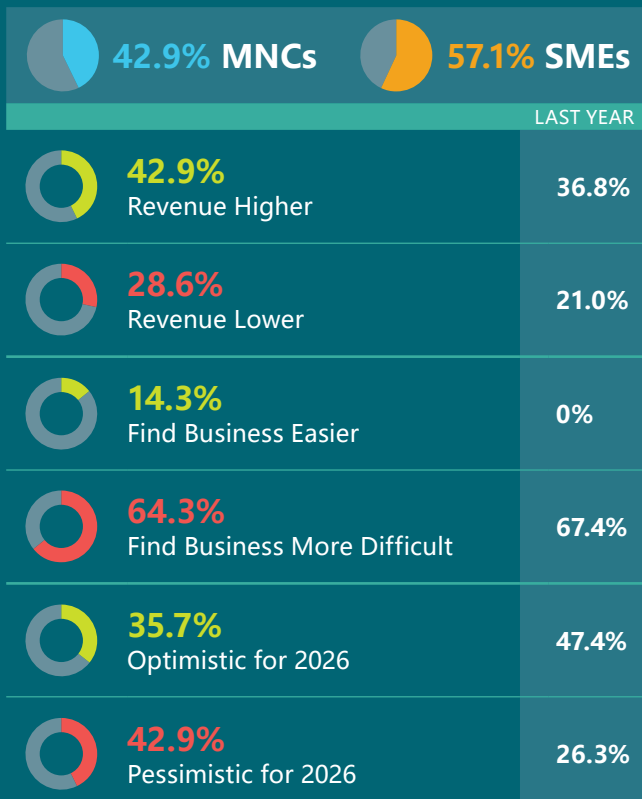 42.9% MNCs 57.1% SMEs
LAST YEAR
42.9%
Revenue Higher
36.8%
28.6%
Revenue Lower
21.0%
14.3%
Find Business Easier
0%
64.3%
Find Business More Difficult
67.4%
35.7%
Optimistic for 2026
47.4%
42.9%
Pessimistic for 2026
26.3%